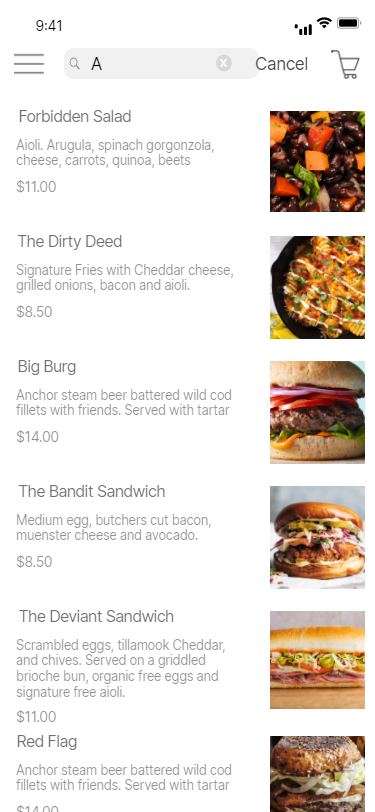 9:41
A
x
Cancel
Forbidden Salad
Aioli. Arugula, spinach gorgonzola,
cheese, carrots, quinoa, beets
$11.00
The Dirty Deed
Signature Fries with Cheddar cheese,
grilled onions, bacon and aioli.
$8.50
Big Burg
Anchor steam beer battered wild cod
fillets with friends. Served with tartar
$14.00
The Bandit Sandwich
Medium egg, butchers cut bacon,
muenster cheese and avocado.
$8.50
The Deviant Sandwich
Scrambled eggs, tillamook Cheddar,
and chives. Served on a griddled
brioche bun, organic free eggs and
signature free aioli.
$11.00
Red Flag
Anchor steam beer battered wild cod
fillets with friends. Served with tartar
$14.00